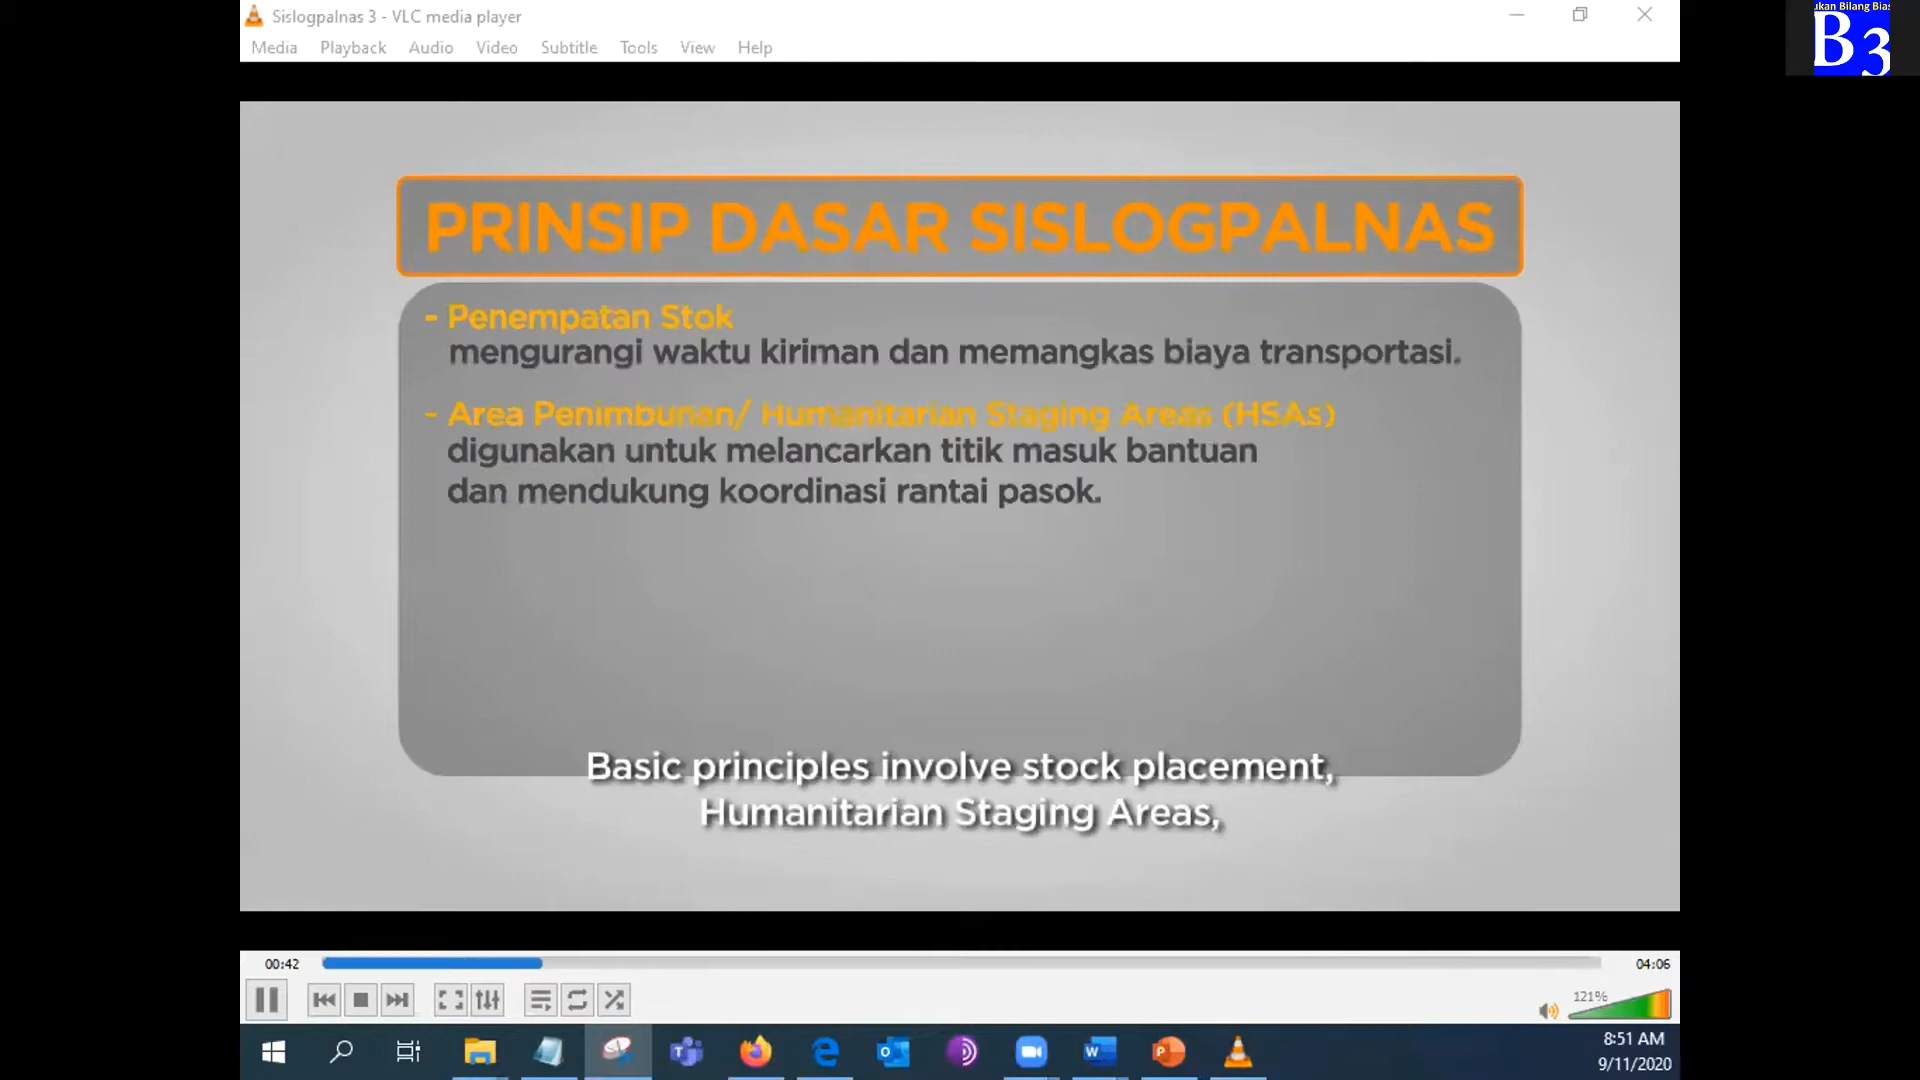 Sislogpalnas 3 - VLC media player
Media Playback Audio Video Subtitle Tools View Help
B3
PRINSIP DASAR SISLOGPALNAS
- Penempatan Stok
mengurangi waktu kiriman dan memangkas biaya transportasi.
- Area Penimbunan/ Humanitarian Staging Areas (HSAs)
digunakan untuk melancarkan titik masuk bantuan
dan mendukung koordinasi rantai pasok.
Basic principles involve stock placement,
Humanitarian Staging Areas,
00:42
04:06
121%
8:51 AM
9/11/2020